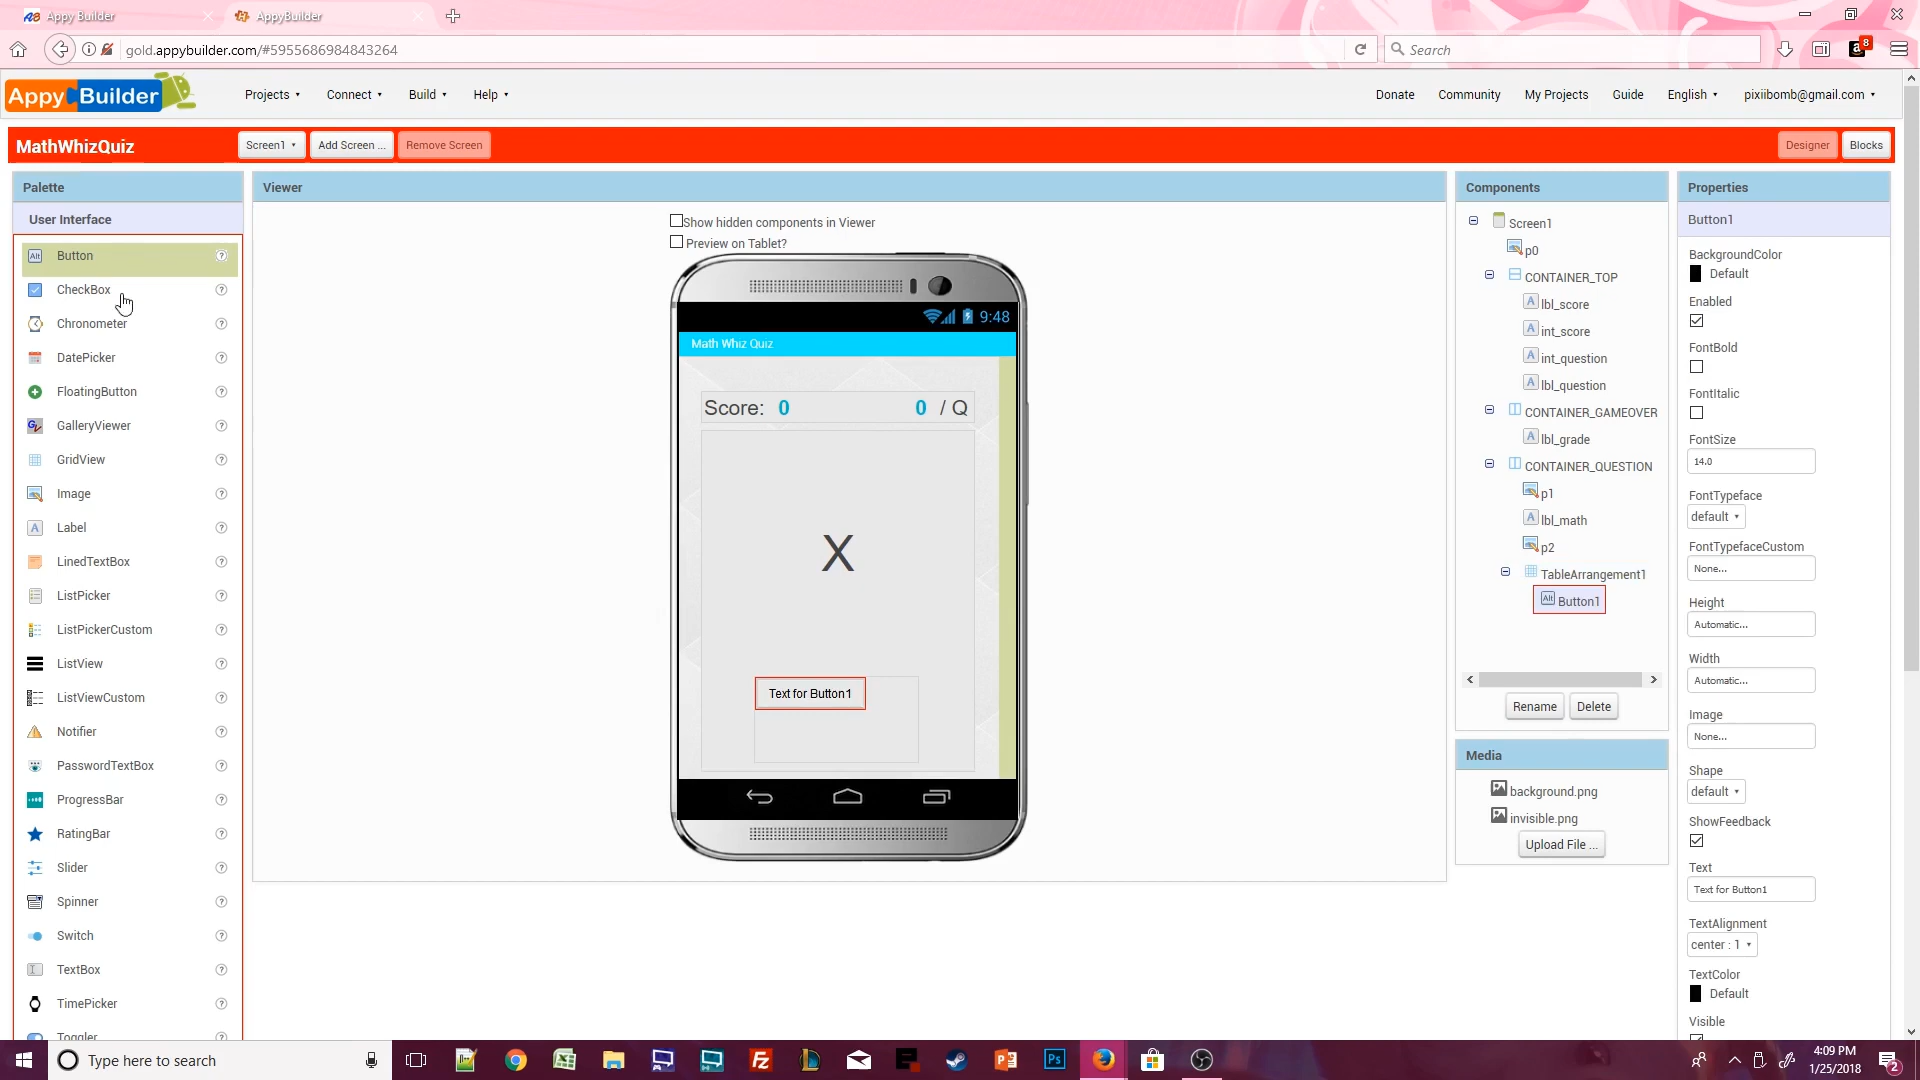 Appy Builder
AppyBuilder
gold.appybuilder.com/#5955686984843264
Search
8
Appy Builder
Projects
Connect
Build
Help
Donate
Community
My Projects
Guide
English
pixiibomb@gmail.com
MathWhizQuiz
Screen1
Add Screen ...
Remove Screen
Designer
Blocks
Palette
User Interface
Button
CheckBox
Chronometer
DatePicker
FloatingButton
GalleryViewer
GridView
Image
Label
LinedTextBox
ListPicker
ListPickerCustom
ListView
ListViewCustom
Notifier
PasswordTextBox
ProgressBar
RatingBar
Slider
Spinner
Switch
TextBox
TimePicker
Toggler
Viewer
Show hidden components in Viewer
Preview on Tablet?
9:48
Math Whiz Quiz
Score: 0 0 / Q
X
Text for Button1
Components
Screen1
p0
CONTAINER_TOP
lbl_score
int_score
int_question
lbl_question
CONTAINER_GAMEOVER
lbl_grade
CONTAINER_QUESTION
p1
lbl_math
p2
TableArrangement1
Button1
Rename
Delete
Media
background.png
invisible.png
Upload File ...
Properties
Button1
BackgroundColor
Default
Enabled
FontBold
FontItalic
FontSize
14.0
FontTypeface
default
FontTypefaceCustom
None...
Height
Automatic...
Width
Automatic...
Image
None...
Shape
default
ShowFeedback
Text
Text for Button1
TextAlignment
center : 1
TextColor
Default
Visible
Type here to search
4:09 PM
1/25/2018
2